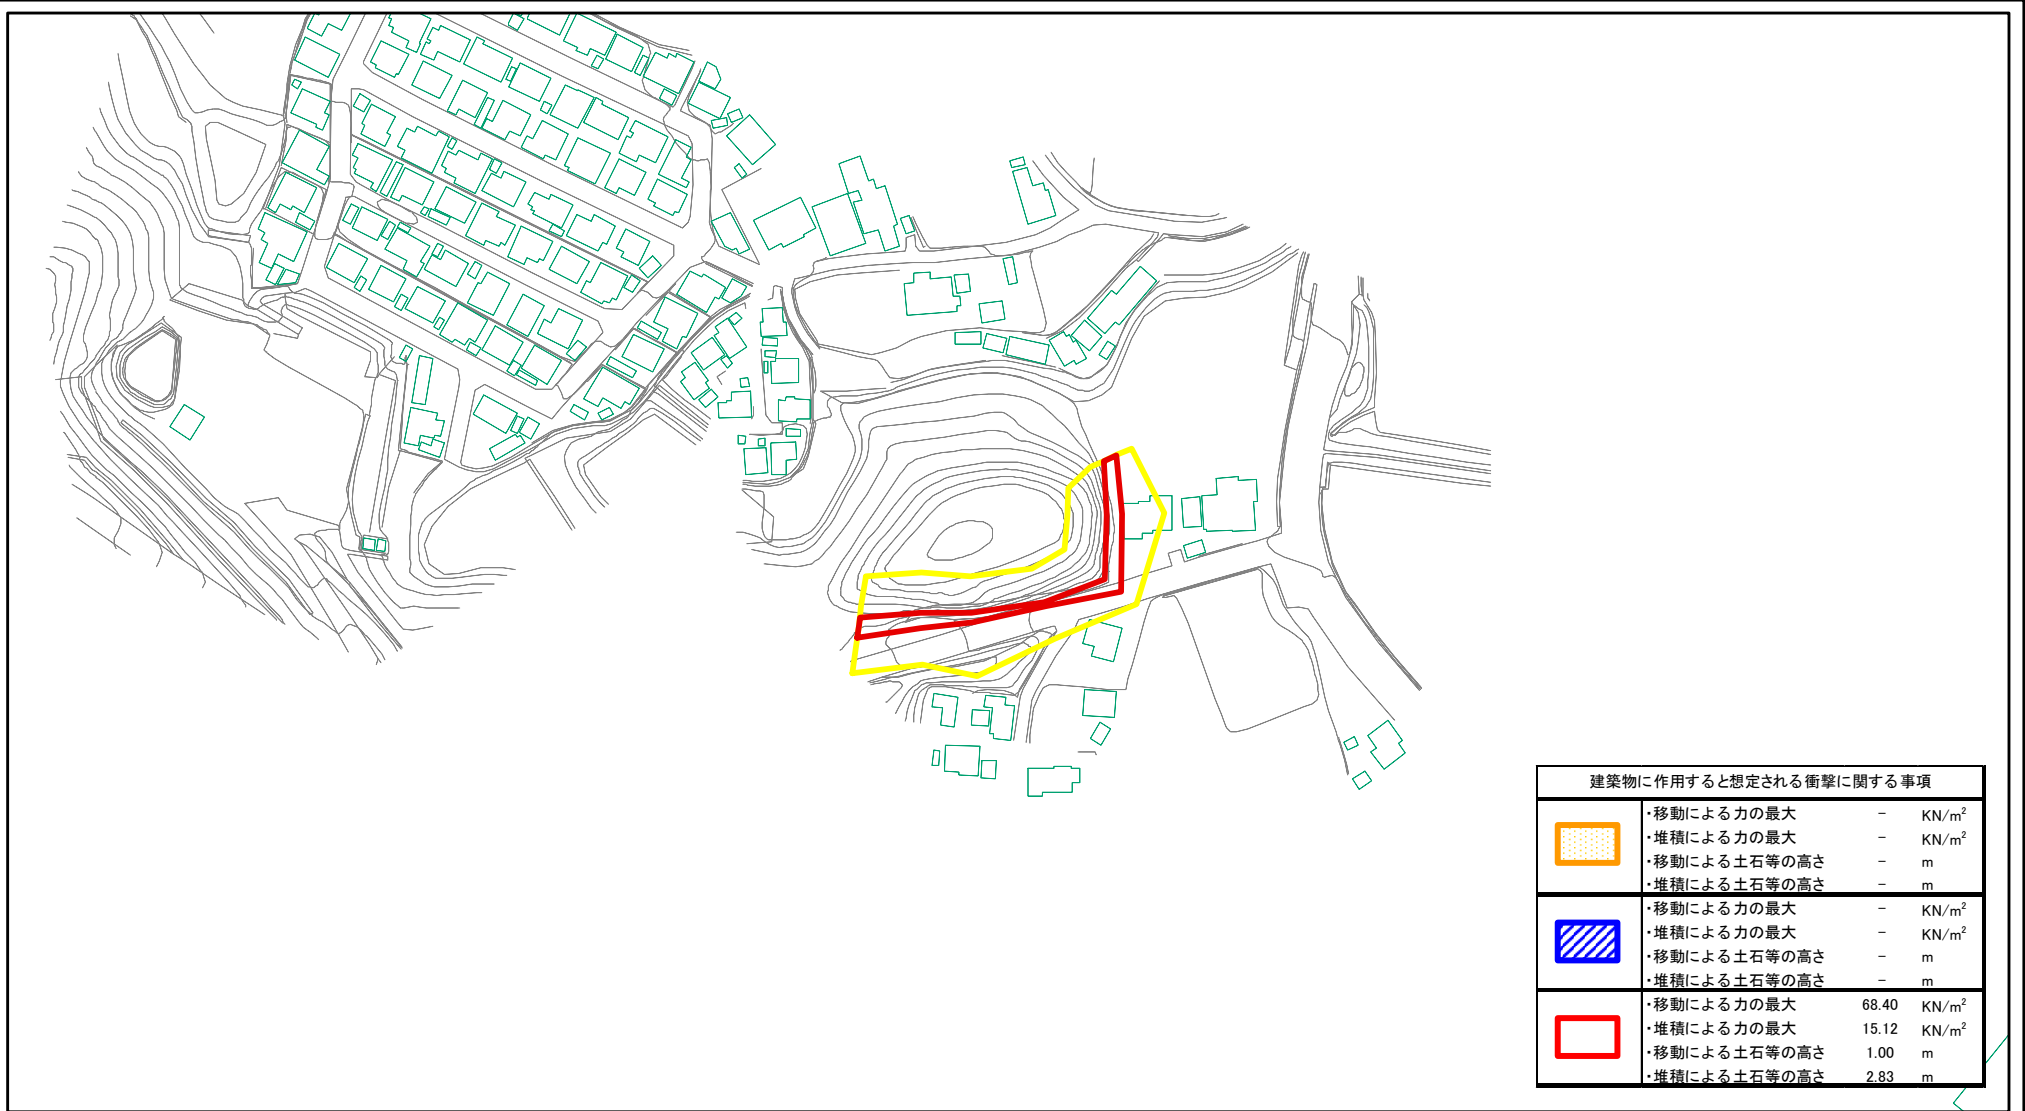 建築物に作用すると想定される衝撃に関する事項
・移動による力の最大 － KN/m²
・堆積による力の最大 － KN/m²
・移動による土石等の高さ － m
・堆積による土石等の高さ － m
・移動による力の最大 － KN/m²
・堆積による力の最大 － KN/m²
・移動による土石等の高さ － m
・堆積による土石等の高さ － m
・移動による力の最大 68.40 KN/m²
・堆積による力の最大 15.12 KN/m²
・移動による土石等の高さ 1.00 m
・堆積による土石等の高さ 2.83 m